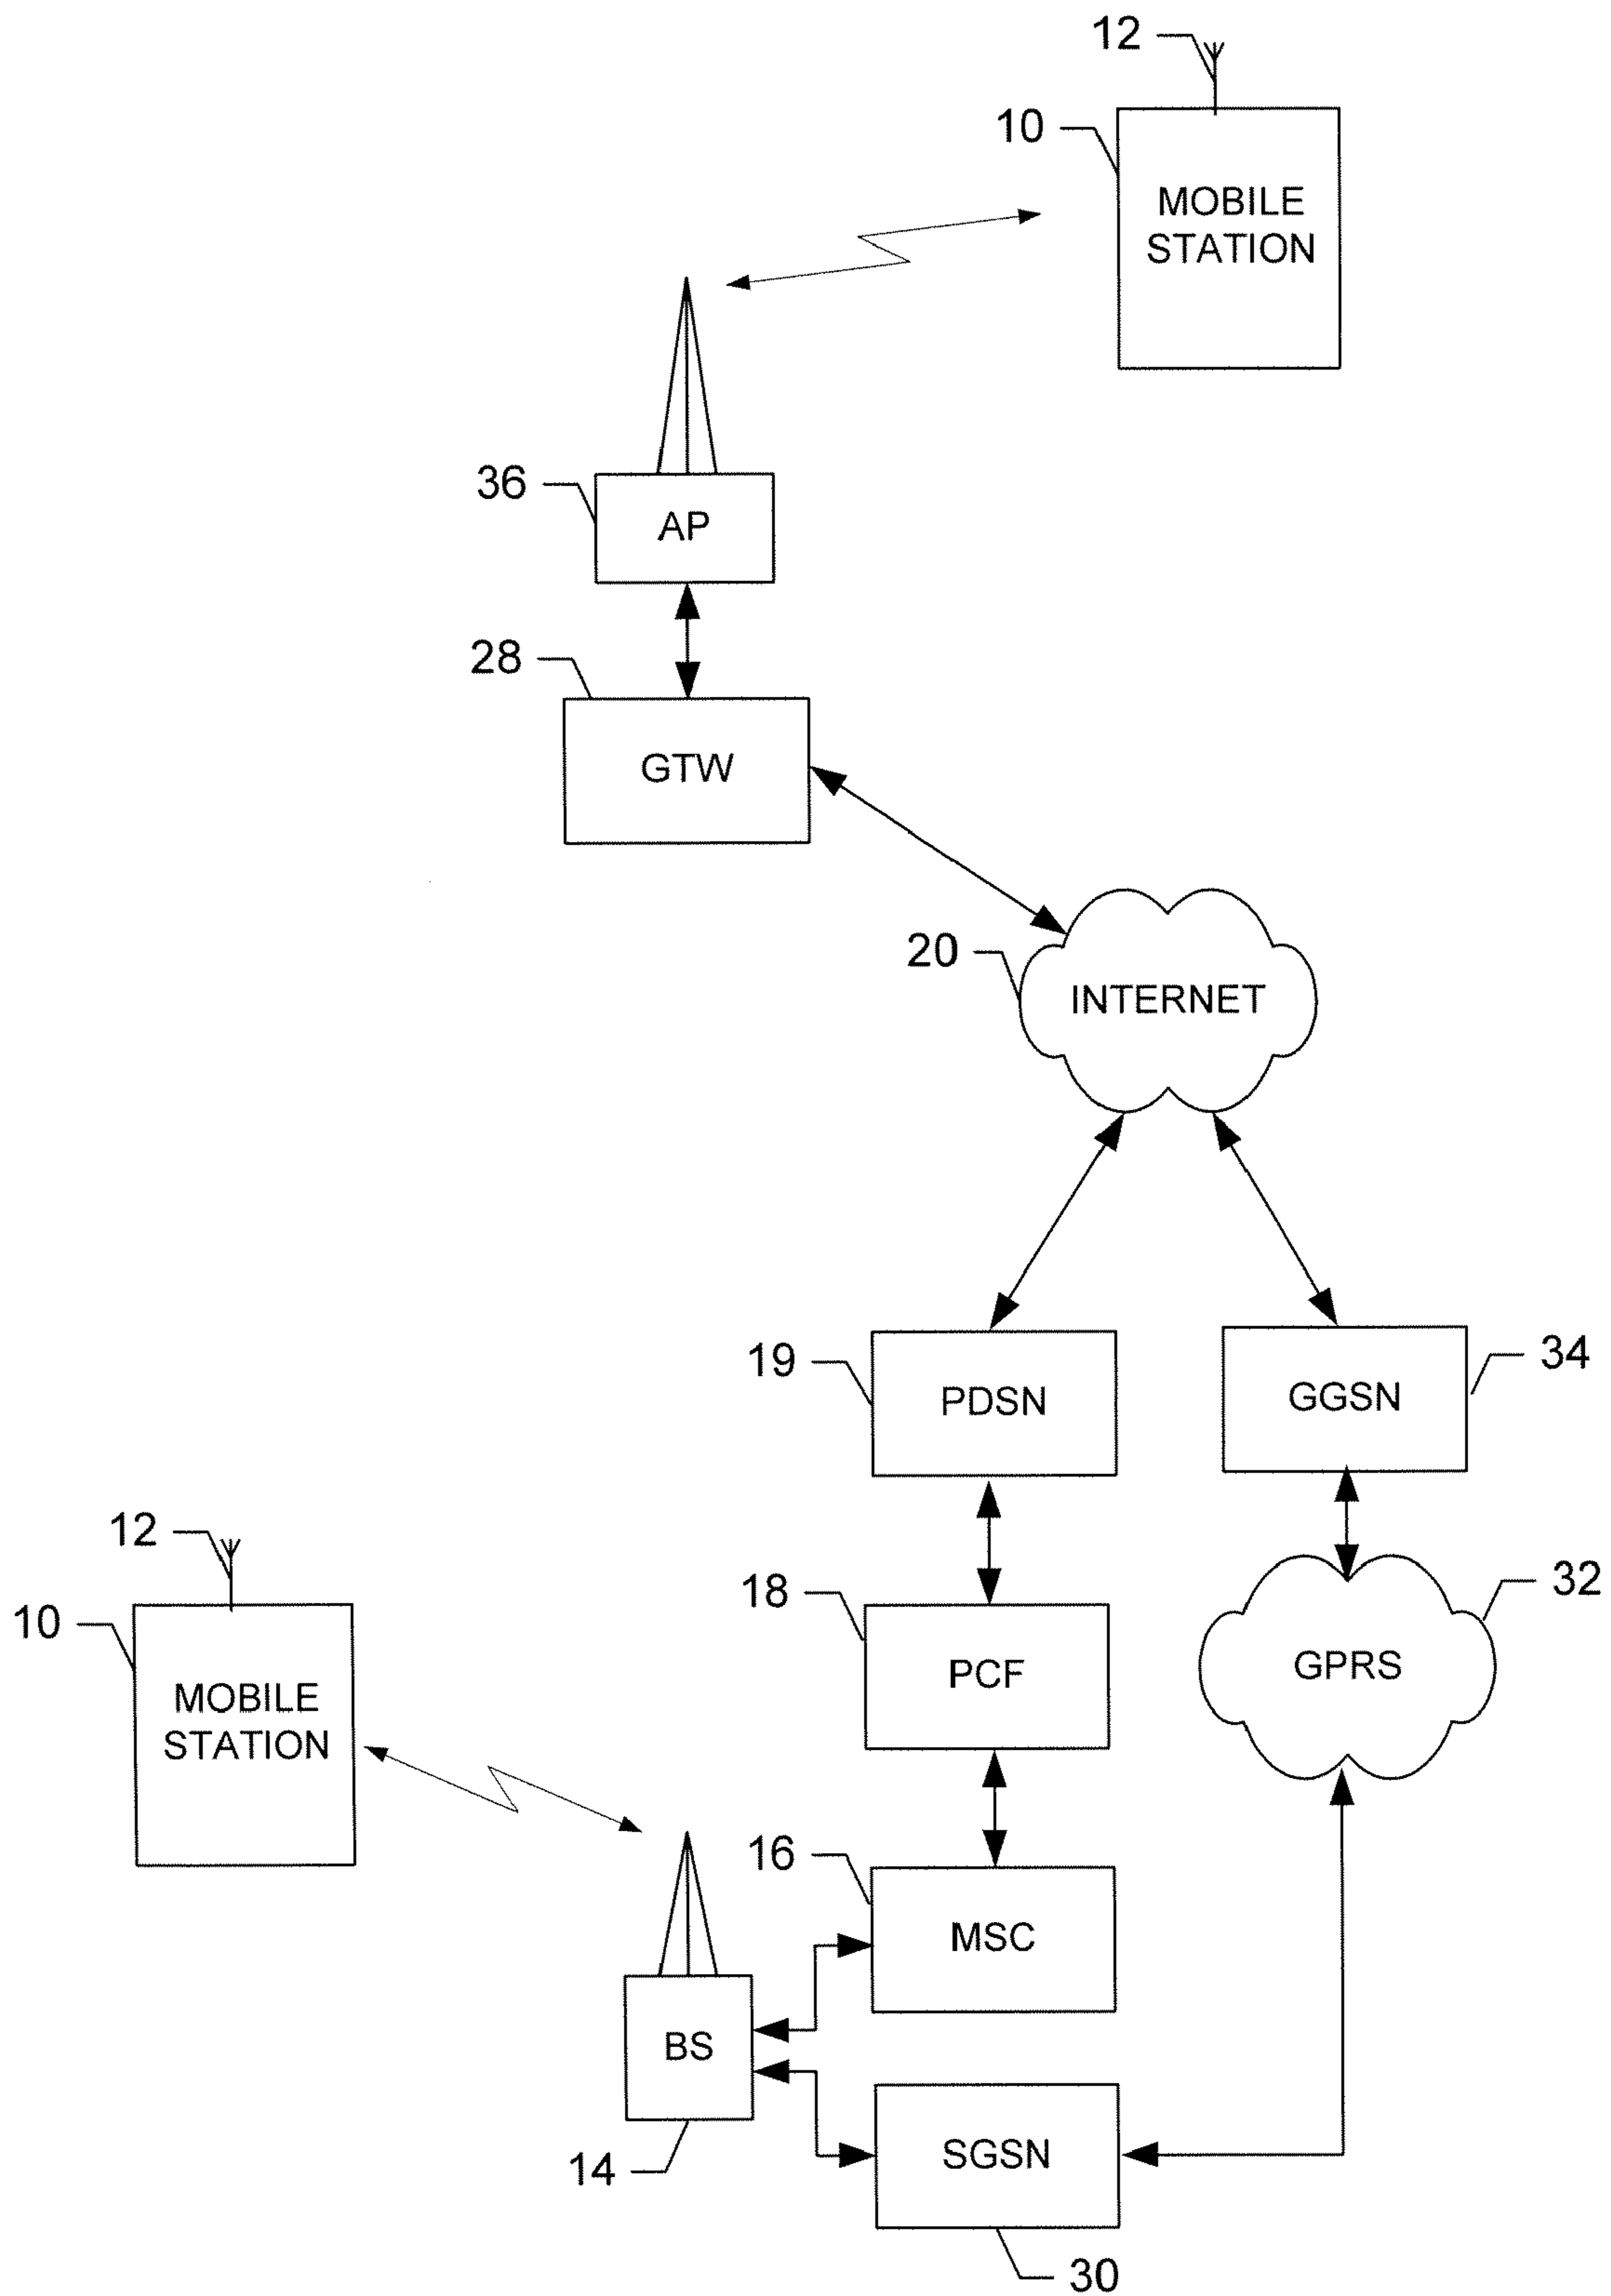 12
10
MOBILE
STATION
36
AP
28
GTW
20
INTERNET
19
PDSN
GGSN
34
12
10
MOBILE
STATION
18
PCF
GPRS
32
16
MSC
BS
14
SGSN
30